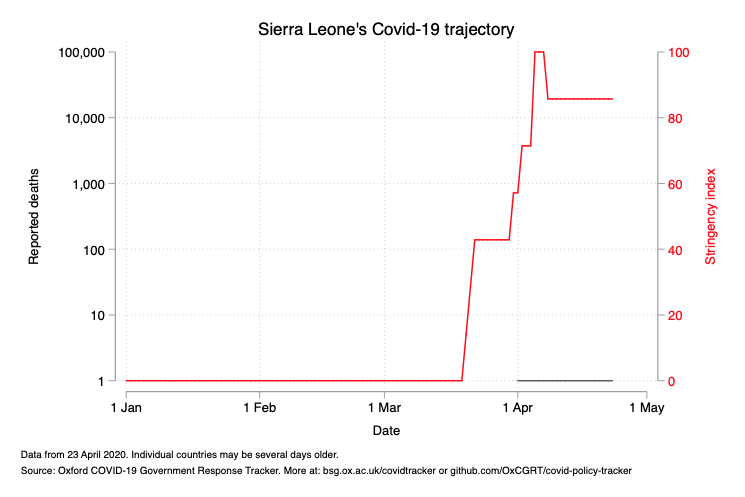 Sierra Leone's Covid-19 trajectory
100,000
10,000
1,000
100
10
1
Reported deaths
100
80
60
40
20
0
Stringency index
1 Jan
1 Feb
1 Mar
1 Apr
1 May
Date
Data from 23 April 2020. Individual countries may be several days older.
Source: Oxford COVID-19 Government Response Tracker. More at: bsg.ox.ac.uk/covidtracker or github.com/OxCGRT/covid-policy-tracker